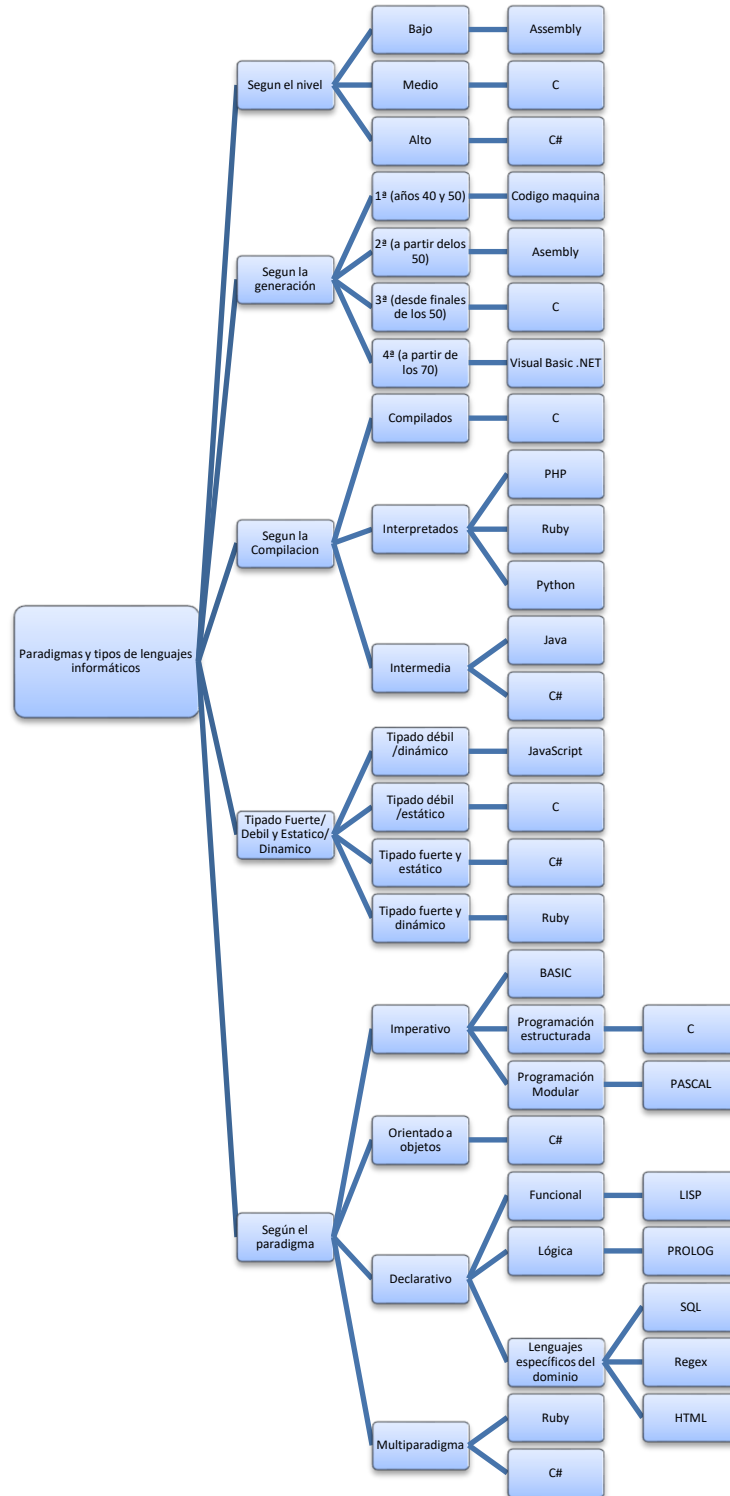 Bajo
Assembly
Segun el nivel
Medio
C
Alto
C#
1ª (años 40 y 50)
Codigo maquina
2ª (a partir delos
50)
Asembly
Segun la
generación
3ª (desde finales
de los 50)
C
4ª (a partir de
los 70)
Visual Basic .NET
Compilados
C
PHP
Segun la
Compilacion
Interpretados
Ruby
Python
Java
Intermedia
C#
Paradigmas y tipos de lenguajes
informáticos
Tipado débil
/dinámico
JavaScript
Tipado Fuerte/
Debil y Estatico/
Dinamico
Tipado débil
/estático
C
Tipado fuerte y
estático
C#
Tipado fuerte y
dinámico
Ruby
BASIC
Imperativo
Programación
estructurada
C
Programación
Modular
PASCAL
Orientado a
objetos
C#
Según el
paradigma
Funcional
LISP
Declarativo
Lógica
PROLOG
SQL
Lenguajes
específicos del
dominio
Regex
HTML
Multiparadigma
Ruby
C#